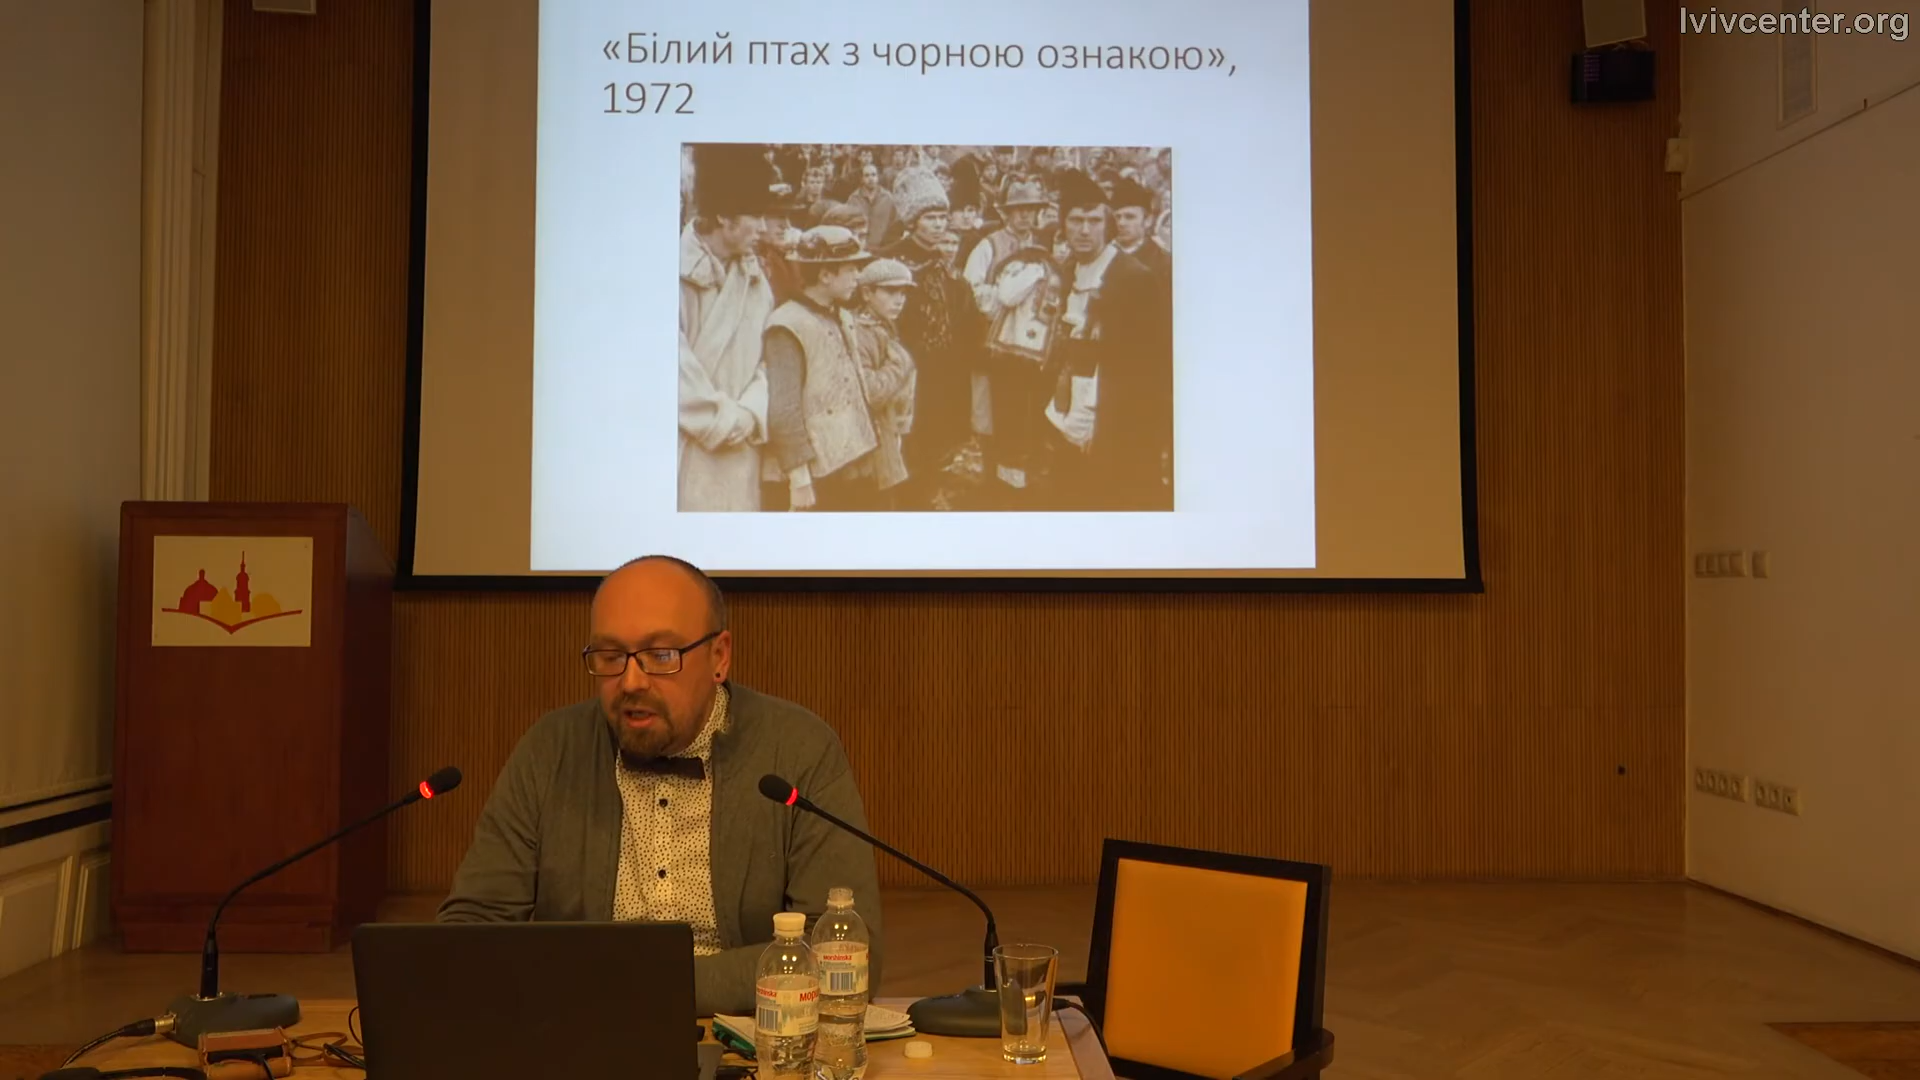 lvivcenter.org
«Білий птах з чорною ознакою»,
1972